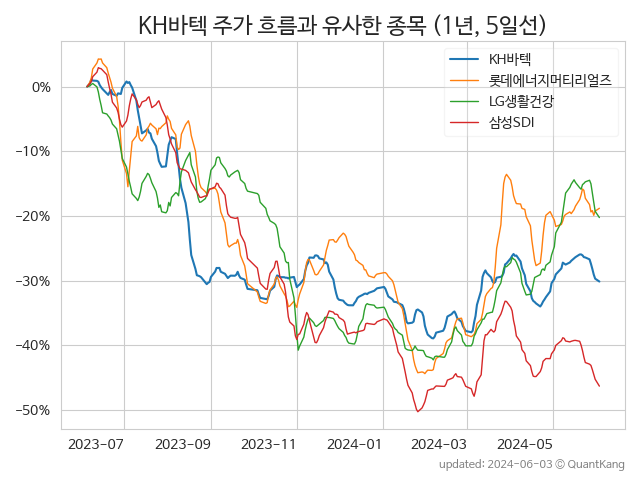 KH바텍 주가 흐름과 유사한 종목 (1년, 5일선)
KH바텍
롯데에너지머티리얼즈
LG생활건강
삼성SDI
0%
−10%
−20%
−30%
−40%
−50%
2023-07 2023-09 2023-11 2024-01 2024-03 2024-05
updated: 2024-06-03 © QuantKang